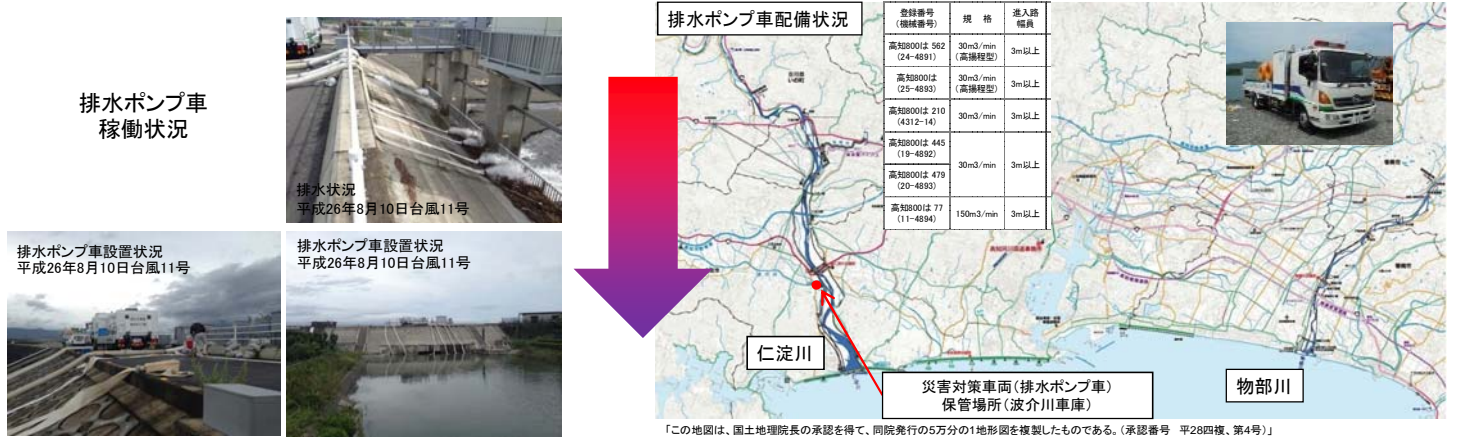 排水ポンプ車
稼働状況
排水状況
平成26年8月10日台風11号
排水ポンプ車設置状況
平成26年8月10日台風11号
排水ポンプ車設置状況
平成26年8月10日台風11号
排水ポンプ車配備状況
登録番号
(機械番号)
規 格
進入路
幅員
高知800は 562
(24-4891)
30m3/min
(高揚程型)
3m以上
高知800は
(25-4893)
30m3/min
(高揚程型)
3m以上
高知800は 210
(4312-14)
30m3/min
3m以上
高知800は 445
(19-4892)
30m3/min
3m以上
高知800は 479
(20-4893)
高知800は 77
(11-4894)
150m3/min
3m以上
高知河川国道事務所
仁淀川
物部川
災害対策車両(排水ポンプ車)
保管場所(波介川車庫)
「この地図は、国土地理院長の承認を得て、同院発行の5万分の1地形図を複製したものである。(承認番号 平28四複、第4号)」